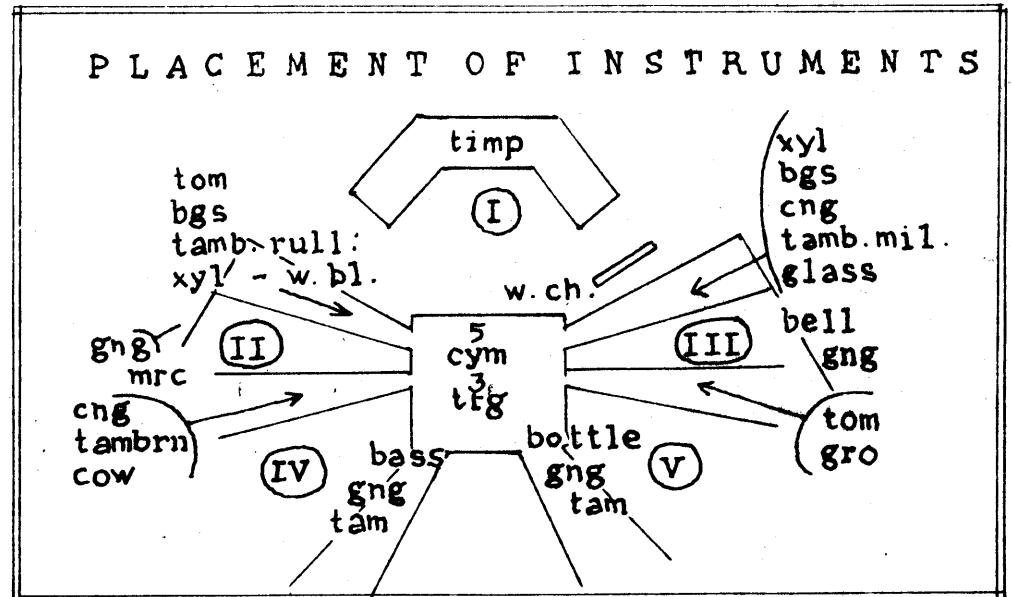 PLACEMENT OF INSTRUMENTS
timp
I
tom
bgs
tamb. rull.
xyl - w.bl.
xyl
bgs
cng
tamb.mil.
glass
w. ch.
bell
gng
gng
mrc
II
5
cym
3
trg
III
cng
tambrn
cow
tom
gro
IV
bass
gng
tam
bottle
gng
tam
V